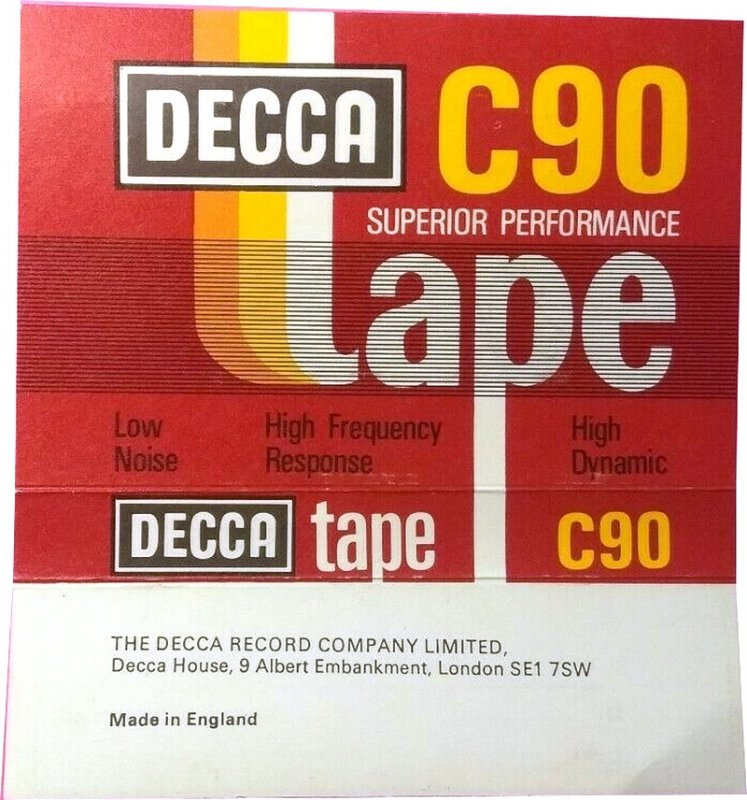 DECCA C90
SUPERIOR PERFORMANCE
tape
Low High Frequency High
Noise Response Dynamic
DECCA tape C90
THE DECCA RECORD COMPANY LIMITED,
Decca House, 9 Albert Embankment, London SE1 7SW
Made in England